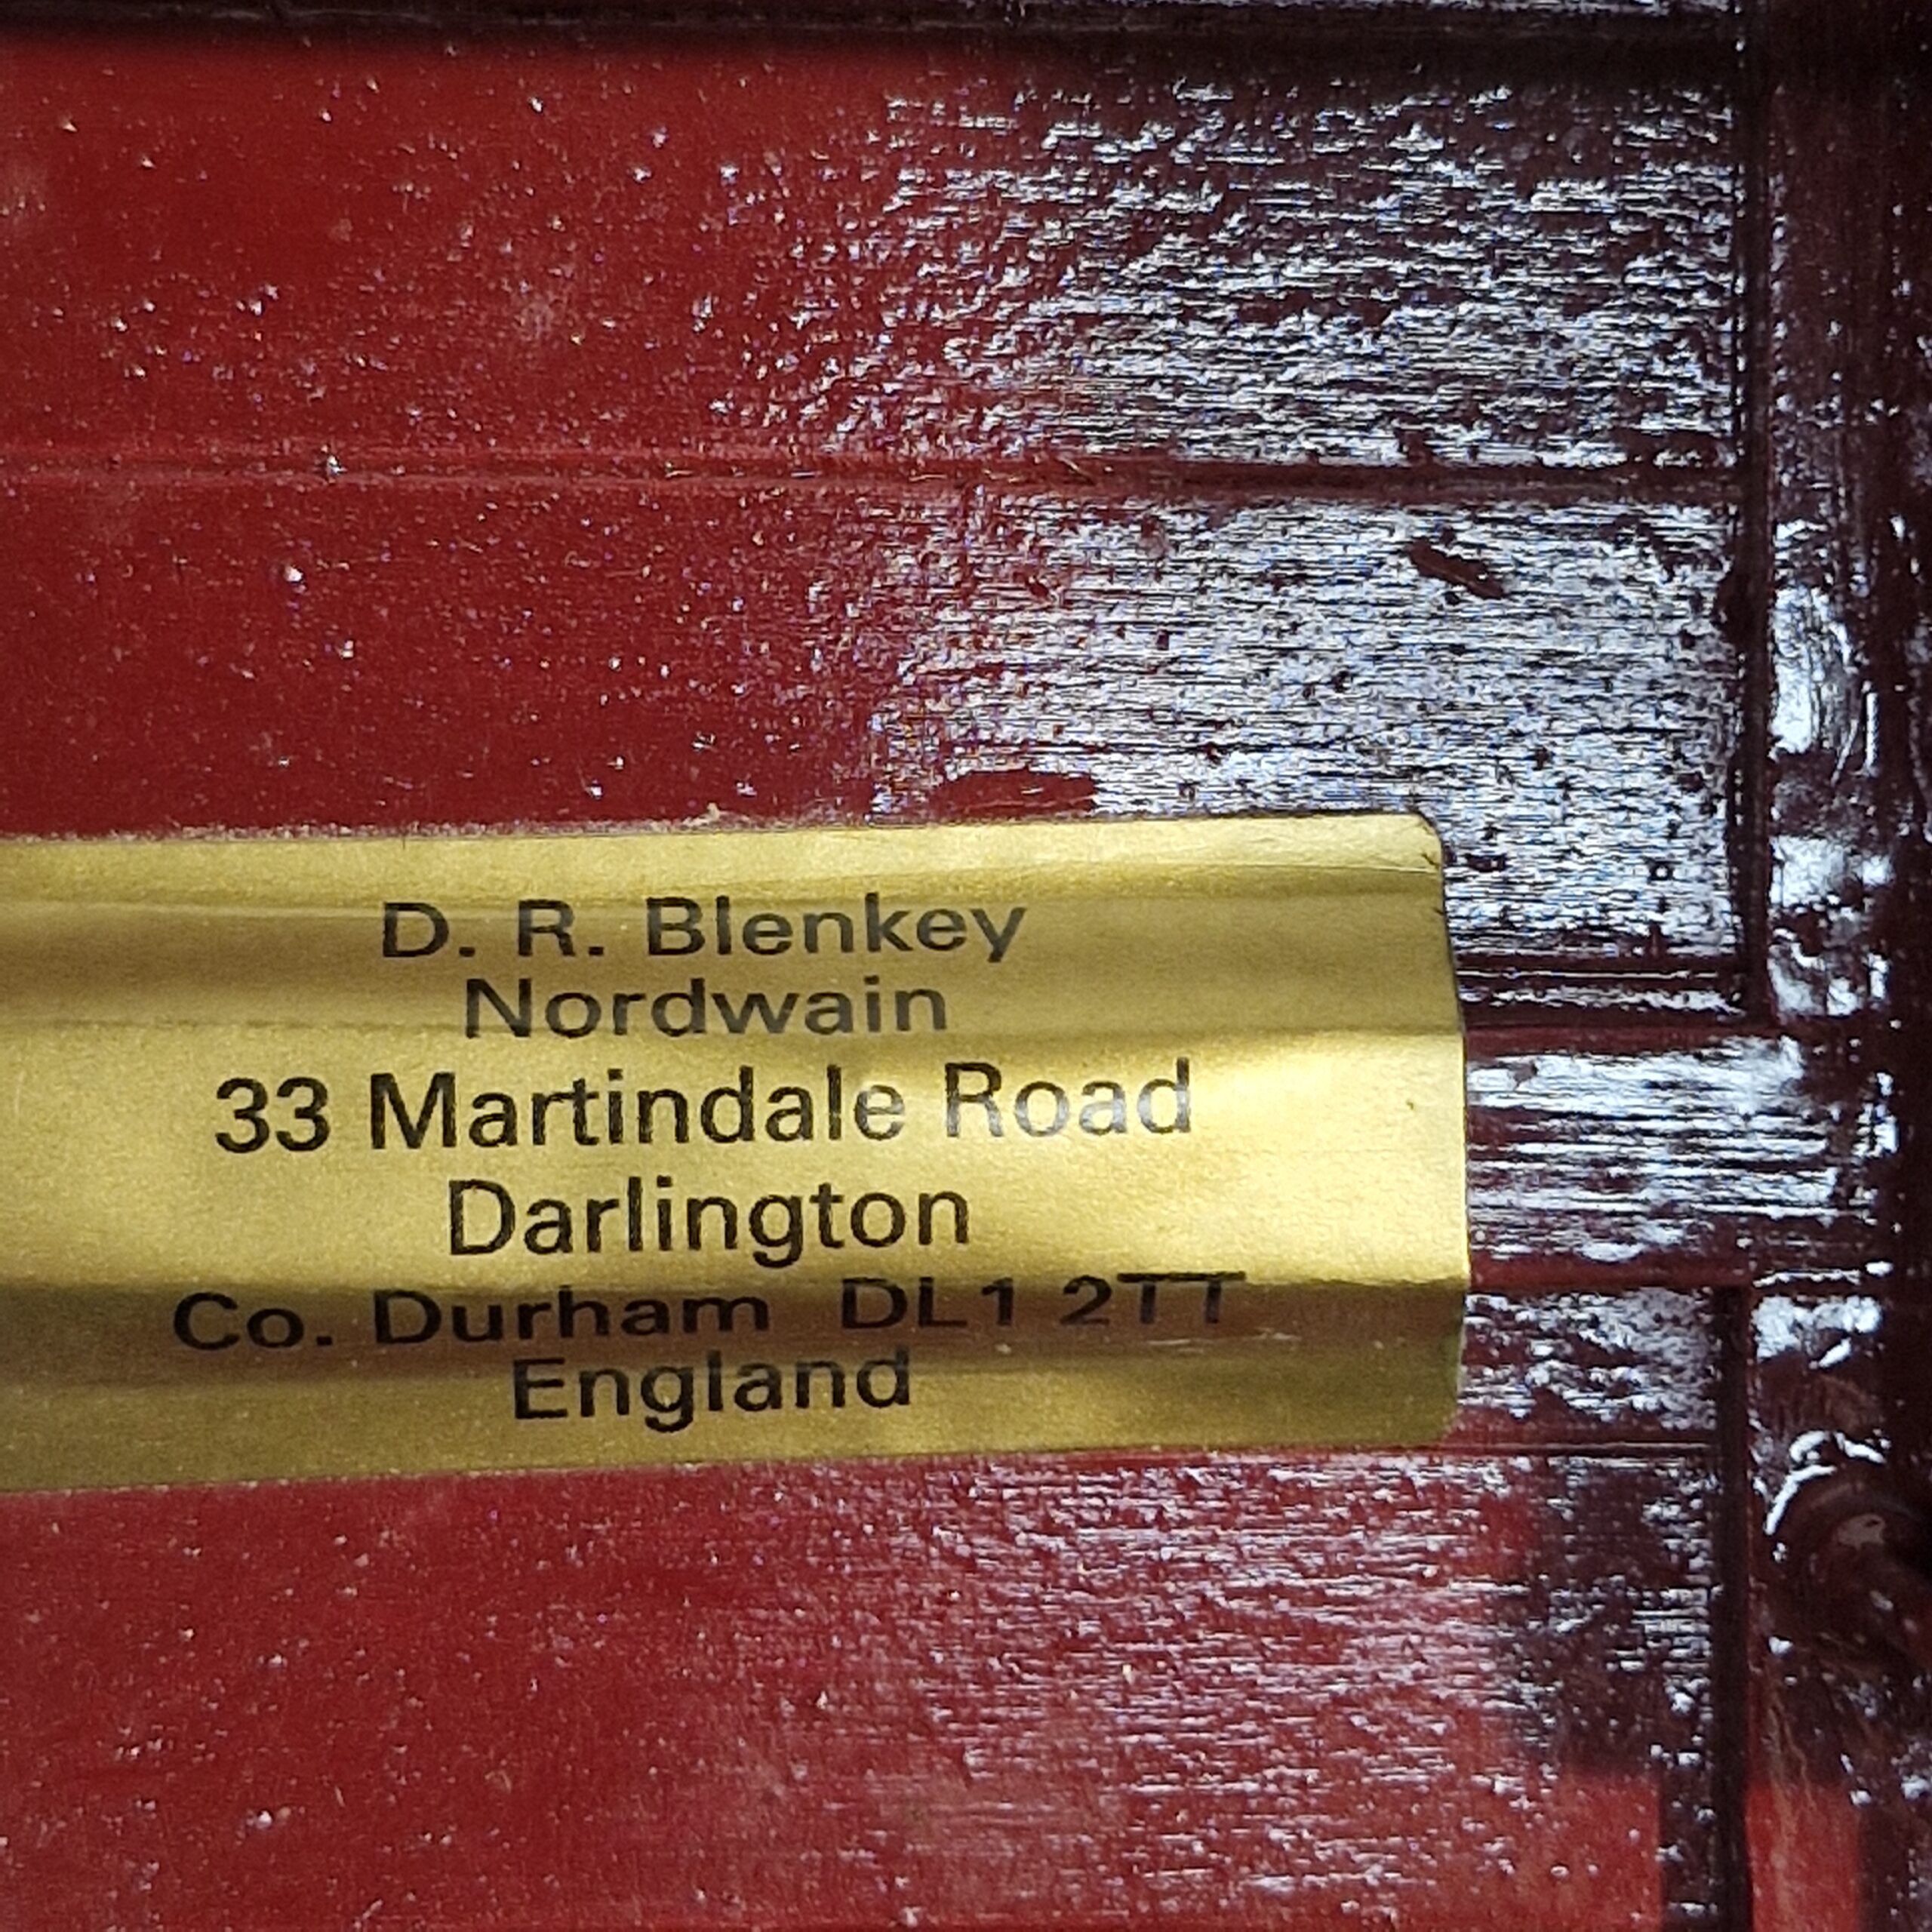 D. R. Blenkey
Nordwain
33 Martindale Road
Darlington
Co. Durham DL1 2TT
England